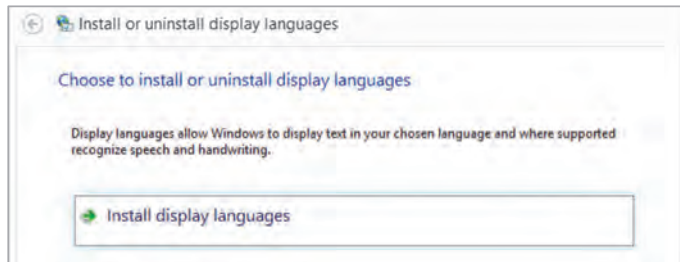 Install or uninstall display languages
Choose to install or uninstall display languages
Display languages allow Windows to display text in your chosen language and where supported
recognize speech and handwriting.
Install display languages